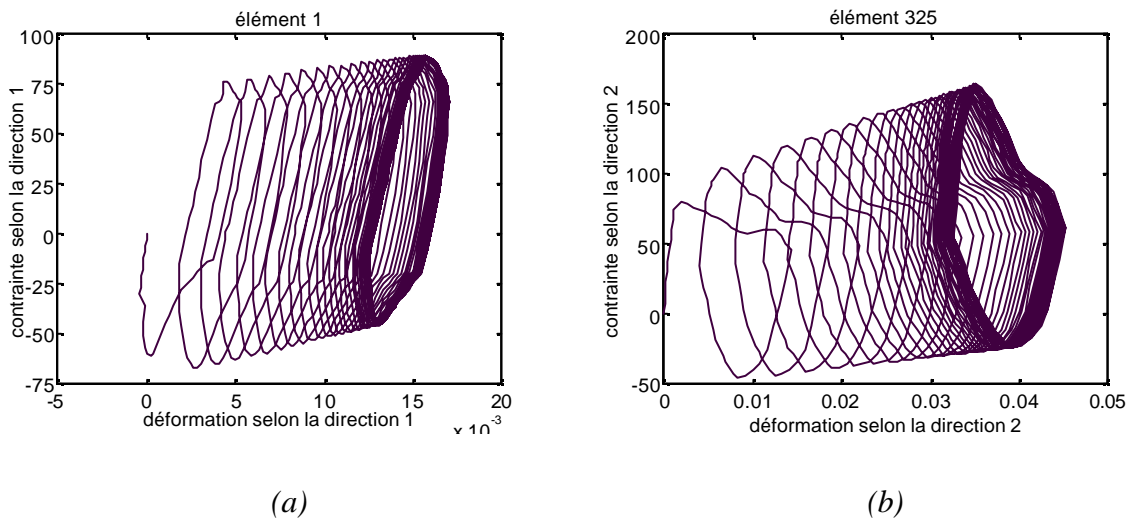 élément 1
100
75
50
25
0
-25
-50
-75
contrainte selon la direction 1
-5
0
5
10
15
20
déformation selon la direction 1
x 10-3
(a)
élément 325
200
150
100
50
0
-50
contrainte selon la direction 2
0
0.01
0.02
0.03
0.04
0.05
déformation selon la direction 2
(b)